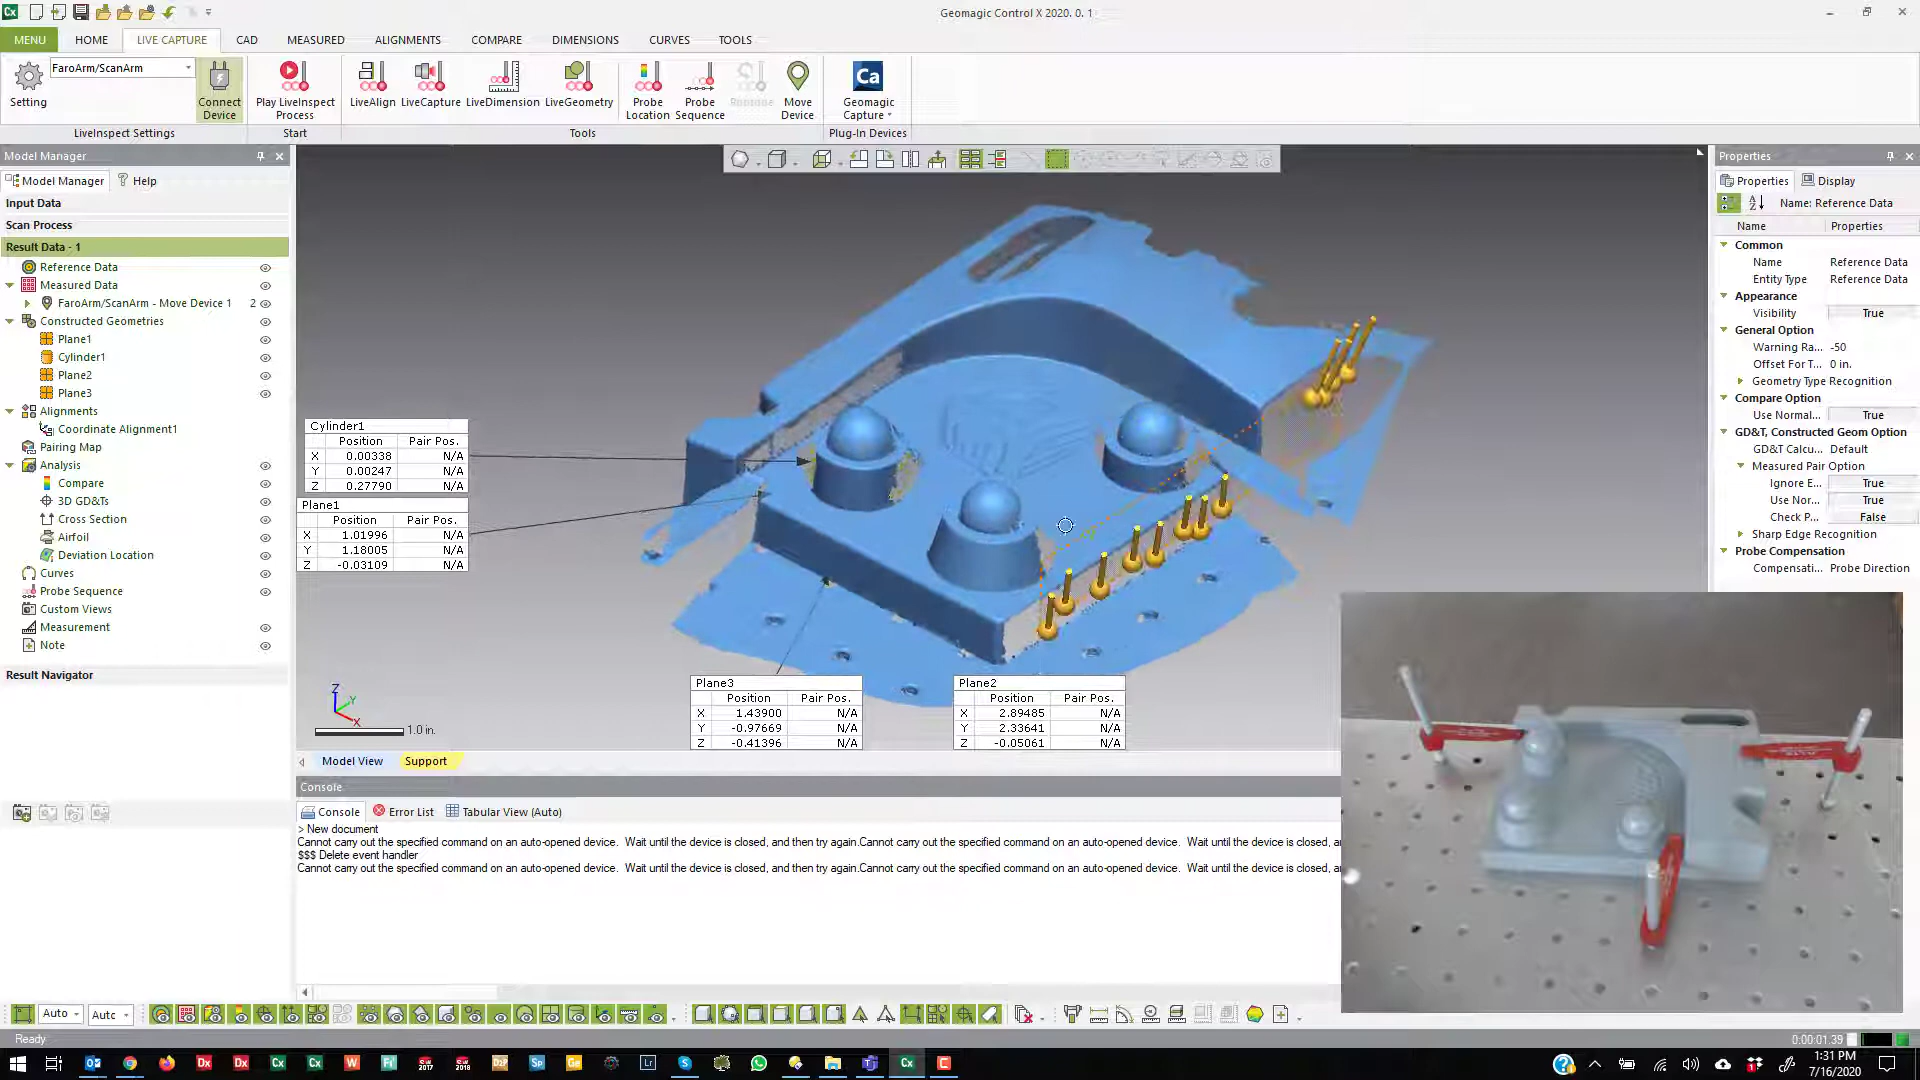 Geomagic Control X 2020. 0. 1
MENU HOME LIVE CAPTURE CAD MEASURED ALIGNMENTS COMPARE DIMENSIONS CURVES TOOLS
FaroArm/ScanArm
Setting
Connect Device
Play LiveInspect Process
LiveAlign LiveCapture LiveDimension LiveGeometry
Probe Location
Probe Sequence
Move Device
Ca
Geomagic Capture
LiveInspect Settings Start Tools Plug-In Devices
Model Manager
Model Manager Help
Input Data
Scan Process
Result Data - 1
Reference Data
Measured Data
FaroArm/ScanArm - Move Device 1 2
Constructed Geometries
Plane1
Cylinder1
Plane2
Plane3
Alignments
Coordinate Alignment1
Pairing Map
Analysis
Compare
3D GD&Ts
Cross Section
Airfoil
Deviation Location
Curves
Probe Sequence
Custom Views
Measurement
Note
Result Navigator
Cylinder1
Position Pair Pos.
X 0.00338 N/A
Y 0.00247 N/A
Z 0.27790 N/A
Plane1
Position Pair Pos.
X 1.01996 N/A
Y 1.18005 N/A
Z -0.03109 N/A
Plane3
Position Pair Pos.
X 1.43900 N/A
Y -0.97669 N/A
Z -0.41396 N/A
Plane2
Position Pair Pos.
X 2.89485 N/A
Y 2.33641 N/A
Z -0.05061 N/A
Z
Y
X
1.0 in.
Model View Support
Console
Console Error List Tabular View (Auto)
> New document
Cannot carry out the specified command on an auto-opened device. Wait until the device is closed, and then try again.Cannot carry out the specified command on an auto-opened device. Wait until the device is closed, ar
$$$ Delete event handler
Cannot carry out the specified command on an auto-opened device. Wait until the device is closed, and then try again.Cannot carry out the specified command on an auto-opened device. Wait until the device is closed, ar
Properties
Properties Display
Name: Reference Data
Name Properties
Common
Name Reference Data
Entity Type Reference Data
Appearance
Visibility True
General Option
Warning Ra... -50
Offset For T... 0 in.
Geometry Type Recognition
Compare Option
Use Normal... True
GD&T, Constructed Geom Option
GD&T Calcu... Default
Measured Pair Option
Ignore E... True
Use Nor... True
Check P... False
Sharp Edge Recognition
Probe Compensation
Compensati... Probe Direction
Auto Autc
Ready
0:00:01.39
1:31 PM
7/16/2020